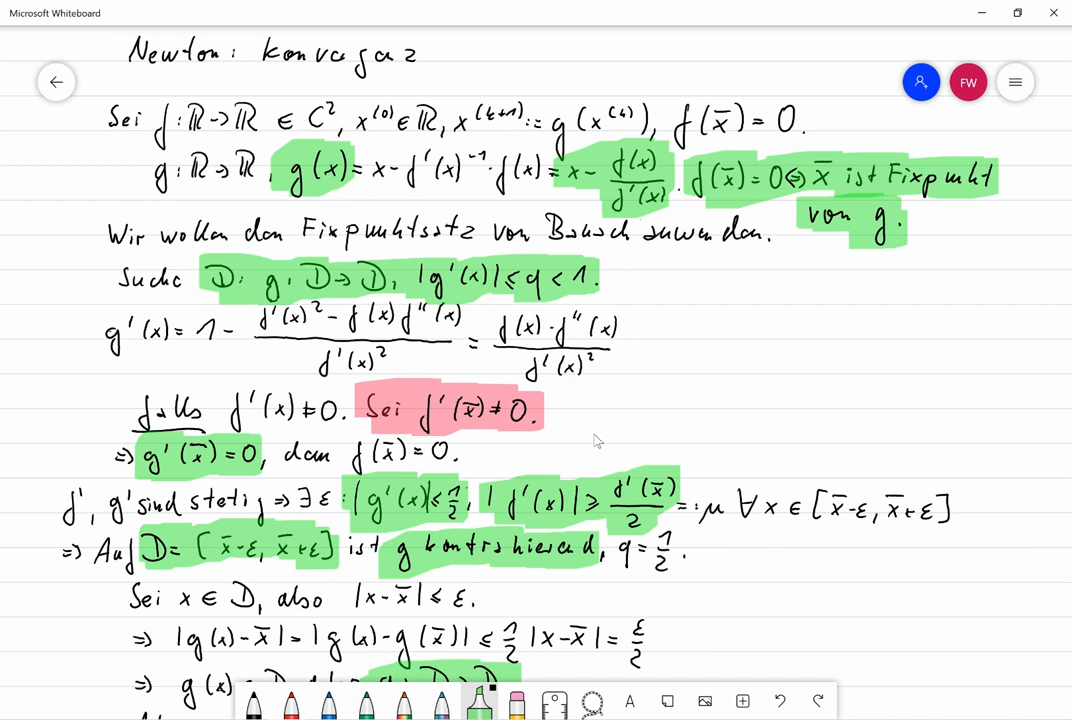 Microsoft Whiteboard
Newton: Konvergenz
FW
Sei f: ℝ→ℝ ∈ C², x⁽⁰⁾∈ℝ, x⁽ᵏ⁺¹⁾:= g(x⁽ᵏ⁾), f(x̄)=0.
g: ℝ→ℝ, g(x)= x-f'(x)⁻¹·f(x)= x- f(x)/f'(x). f(x̄)=0⇔ x̄ ist Fixpunkt von g.
Wir wollen den Fixpunktsatz von Banach anwenden.
Suche D: g: D→D, |g'(x)|≤q<1.
g'(x)= 1- (f'(x)²-f(x)f''(x))/f'(x)² = (f(x)·f''(x))/f'(x)²
falls f'(x)≠0. Sei f'(x̄)≠0.
⇒ g'(x̄)=0, denn f(x̄)=0.
f', g' sind stetig ⇒ ∃ ε: |g'(x)|≤1/2, |f'(x)|≥ f'(x̄)/2 =:μ ∀ x ∈ [x̄-ε, x̄+ε]
⇒ Auf D= [x̄-ε, x̄+ε] ist g kontrahierend, q=1/2.
Sei x∈D, also |x-x̄|≤ε.
⇒ |g(x)-x̄|=|g(x)-g(x̄)|≤1/2|x-x̄|=ε/2
⇒ g(x)
A